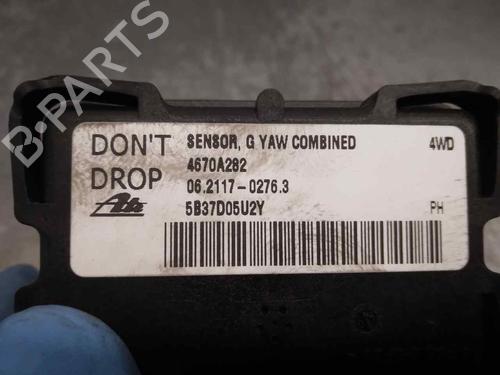 DON'T
DROP
Ate
SENSOR, G YAW COMBINED 4WD
4670A282
06.2117-0276.3
5B37D05U2Y PH
B-PARTS